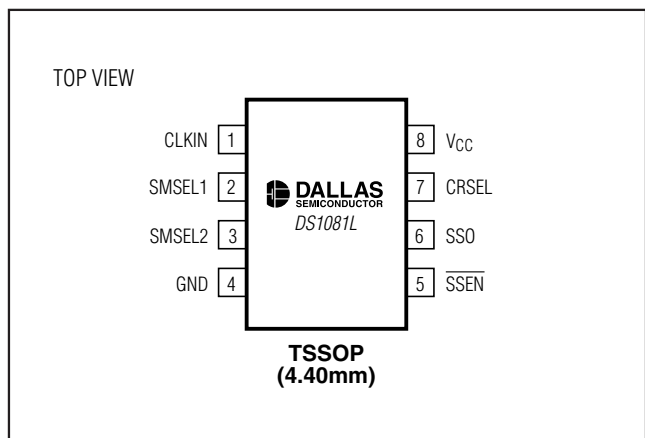 TOP VIEW
CLKIN 1
SMSEL1 2
SMSEL2 3
GND 4
DALLAS
SEMICONDUCTOR
DS1081L
8 VCC
7 CRSEL
6 SSO
5 S̅S̅E̅N̅
TSSOP
(4.40mm)